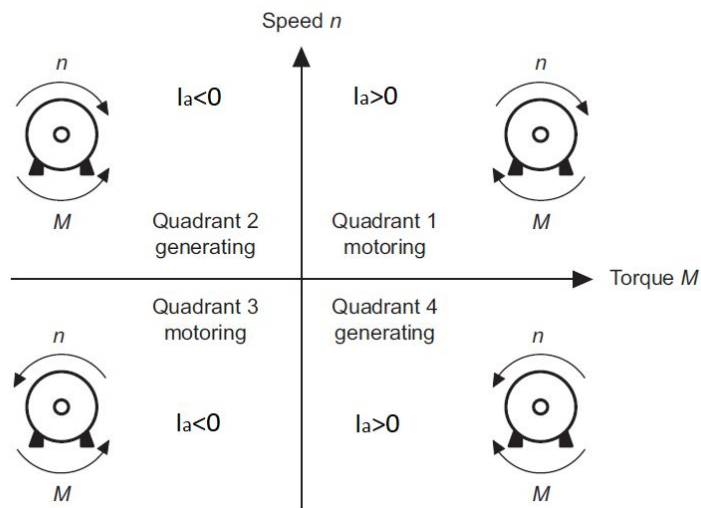 Speed n
n
Ia<0
Ia>0
n
M
Quadrant 2
generating
Quadrant 1
motoring
M
Torque M
Quadrant 3
motoring
Quadrant 4
generating
n
n
Ia<0
Ia>0
M
M